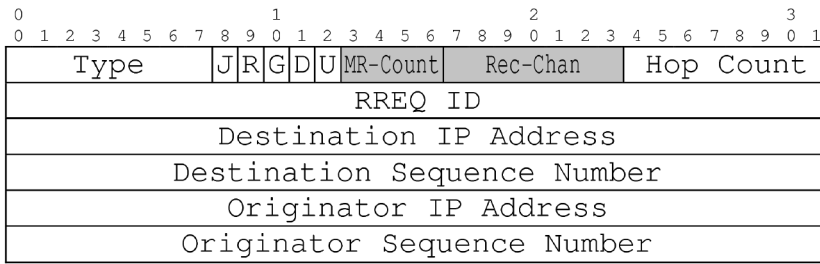 0 1 2 3
0 1 2 3 4 5 6 7 8 9 0 1 2 3 4 5 6 7 8 9 0 1 2 3 4 5 6 7 8 9 0 1
Type J R G D U MR-Count Rec-Chan Hop Count
RREQ ID
Destination IP Address
Destination Sequence Number
Originator IP Address
Originator Sequence Number